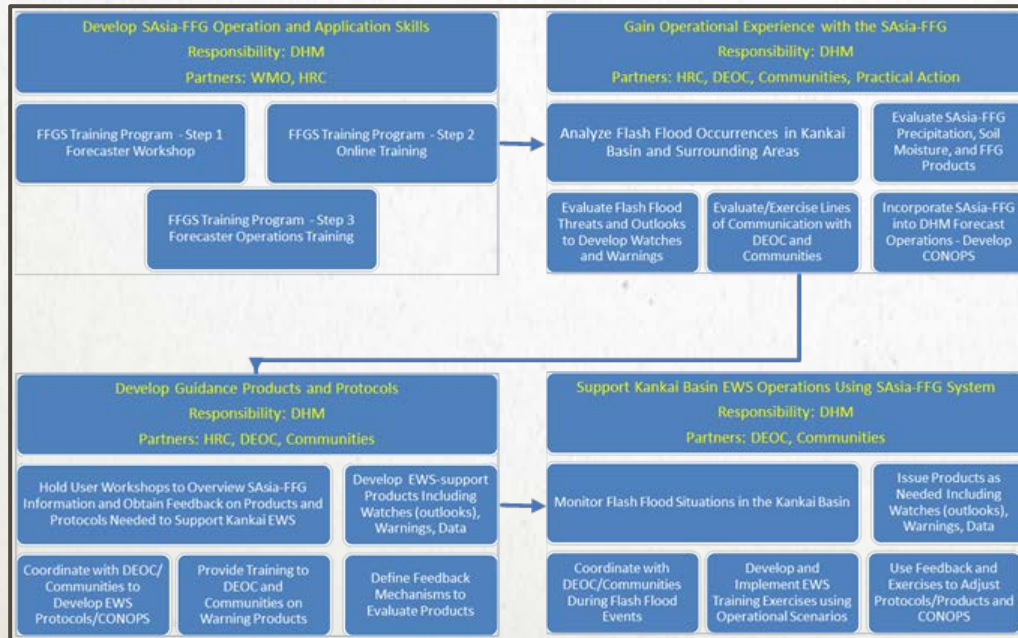 Develop SAsia-FFG Operation and Application Skills
Responsibility: DHM
Partners: WMO, HRC
FFGS Training Program - Step 1
Forecaster Workshop
FFGS Training Program - Step 2
Online Training
FFGS Training Program - Step 3
Forecaster Operations Training
Gain Operational Experience with the SAsia-FFG
Responsibility: DHM
Partners: HRC, DEOC, Communities, Practical Action
Analyze Flash Flood Occurrences in Kankai
Basin and Surrounding Areas
Evaluate SAsia-FFG
Precipitation, Soil
Moisture, and FFG
Products
Evaluate Flash Flood
Threats and Outlooks
to Develop Watches
and Warnings
Evaluate/Exercise Lines
of Communication with
DEOC and
Communities
Incorporate SAsia-FFG
into DHM Forecast
Operations - Develop
CONOPS
Develop Guidance Products and Protocols
Responsibility: DHM
Partners: HRC, DEOC, Communities
Hold User Workshops to Overview SAsia-FFG
Information and Obtain Feedback on Products and
Protocols Needed to Support Kankai EWS
Develop EWS-support
Products Including
Watches (outlooks),
Warnings, Data
Coordinate with DEOC/
Communities to
Develop EWS
Protocols/CONOPS
Provide Training to
DEOC and
Communities on
Warning Products
Define Feedback
Mechanisms to
Evaluate Products
Support Kankai Basin EWS Operations Using SAsia-FFG System
Responsibility: DHM
Partners: DEOC, Communities
Monitor Flash Flood Situations in the Kankai Basin
Issue Products as
Needed Including
Watches (outlooks),
Warnings, Data
Coordinate with
DEOC/Communities
During Flash Flood
Events
Develop and
Implement EWS
Training Exercises using
Operational Scenarios
Use Feedback and
Exercises to Adjust
Protocols/Products and
CONOPS